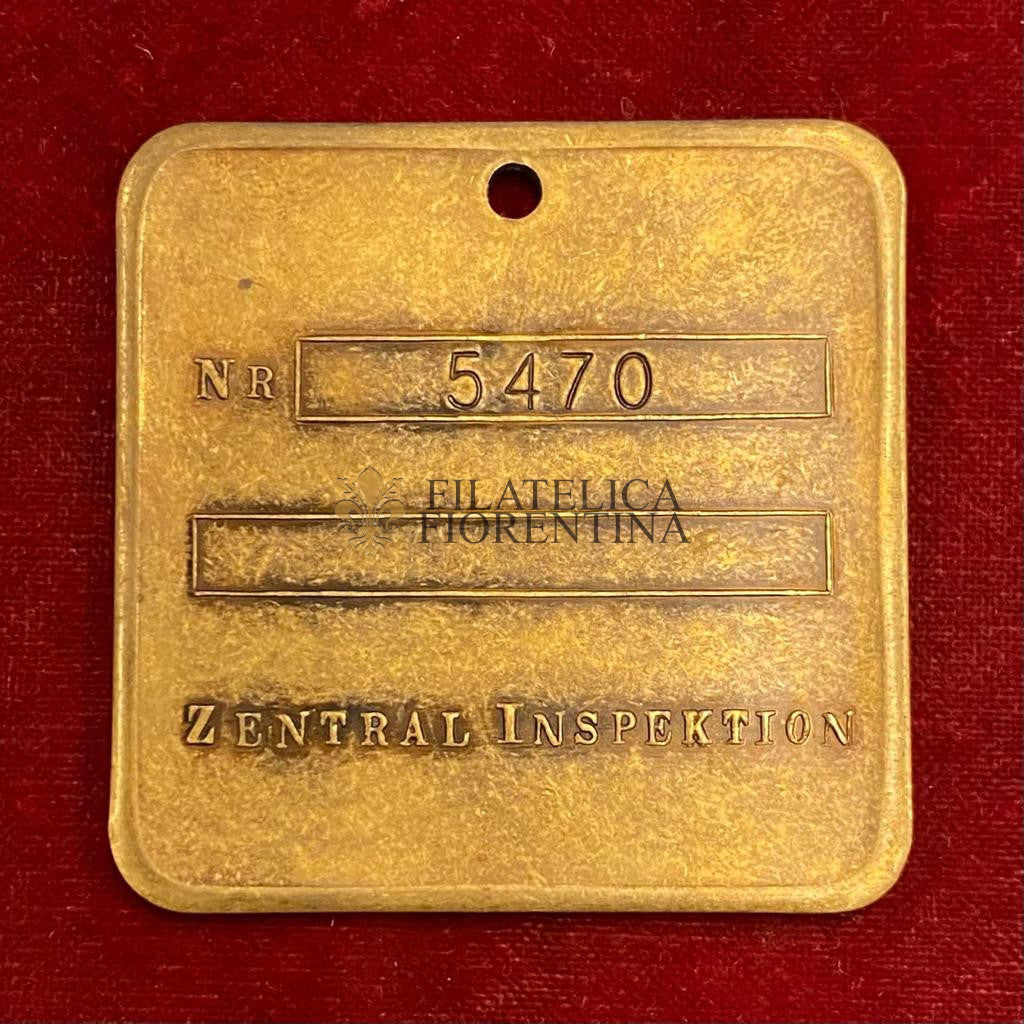 NR 5470
FILATELICA
FIORENTINA
ZENTRAL INSPEKTION